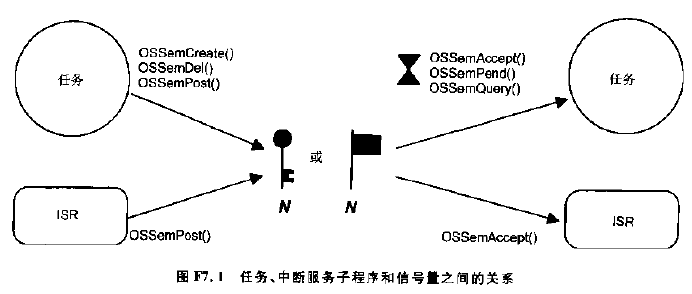 OSSemCreate()
OSSemDel()
OSSemPost()
任务
OSSemAccept()
OSSemPend()
OSSemQuery()
任务
或
N
N
ISR
OSSemPost()
OSSemAccept()
ISR
图 F7.1 任务、中断服务子程序和信号量之间的关系